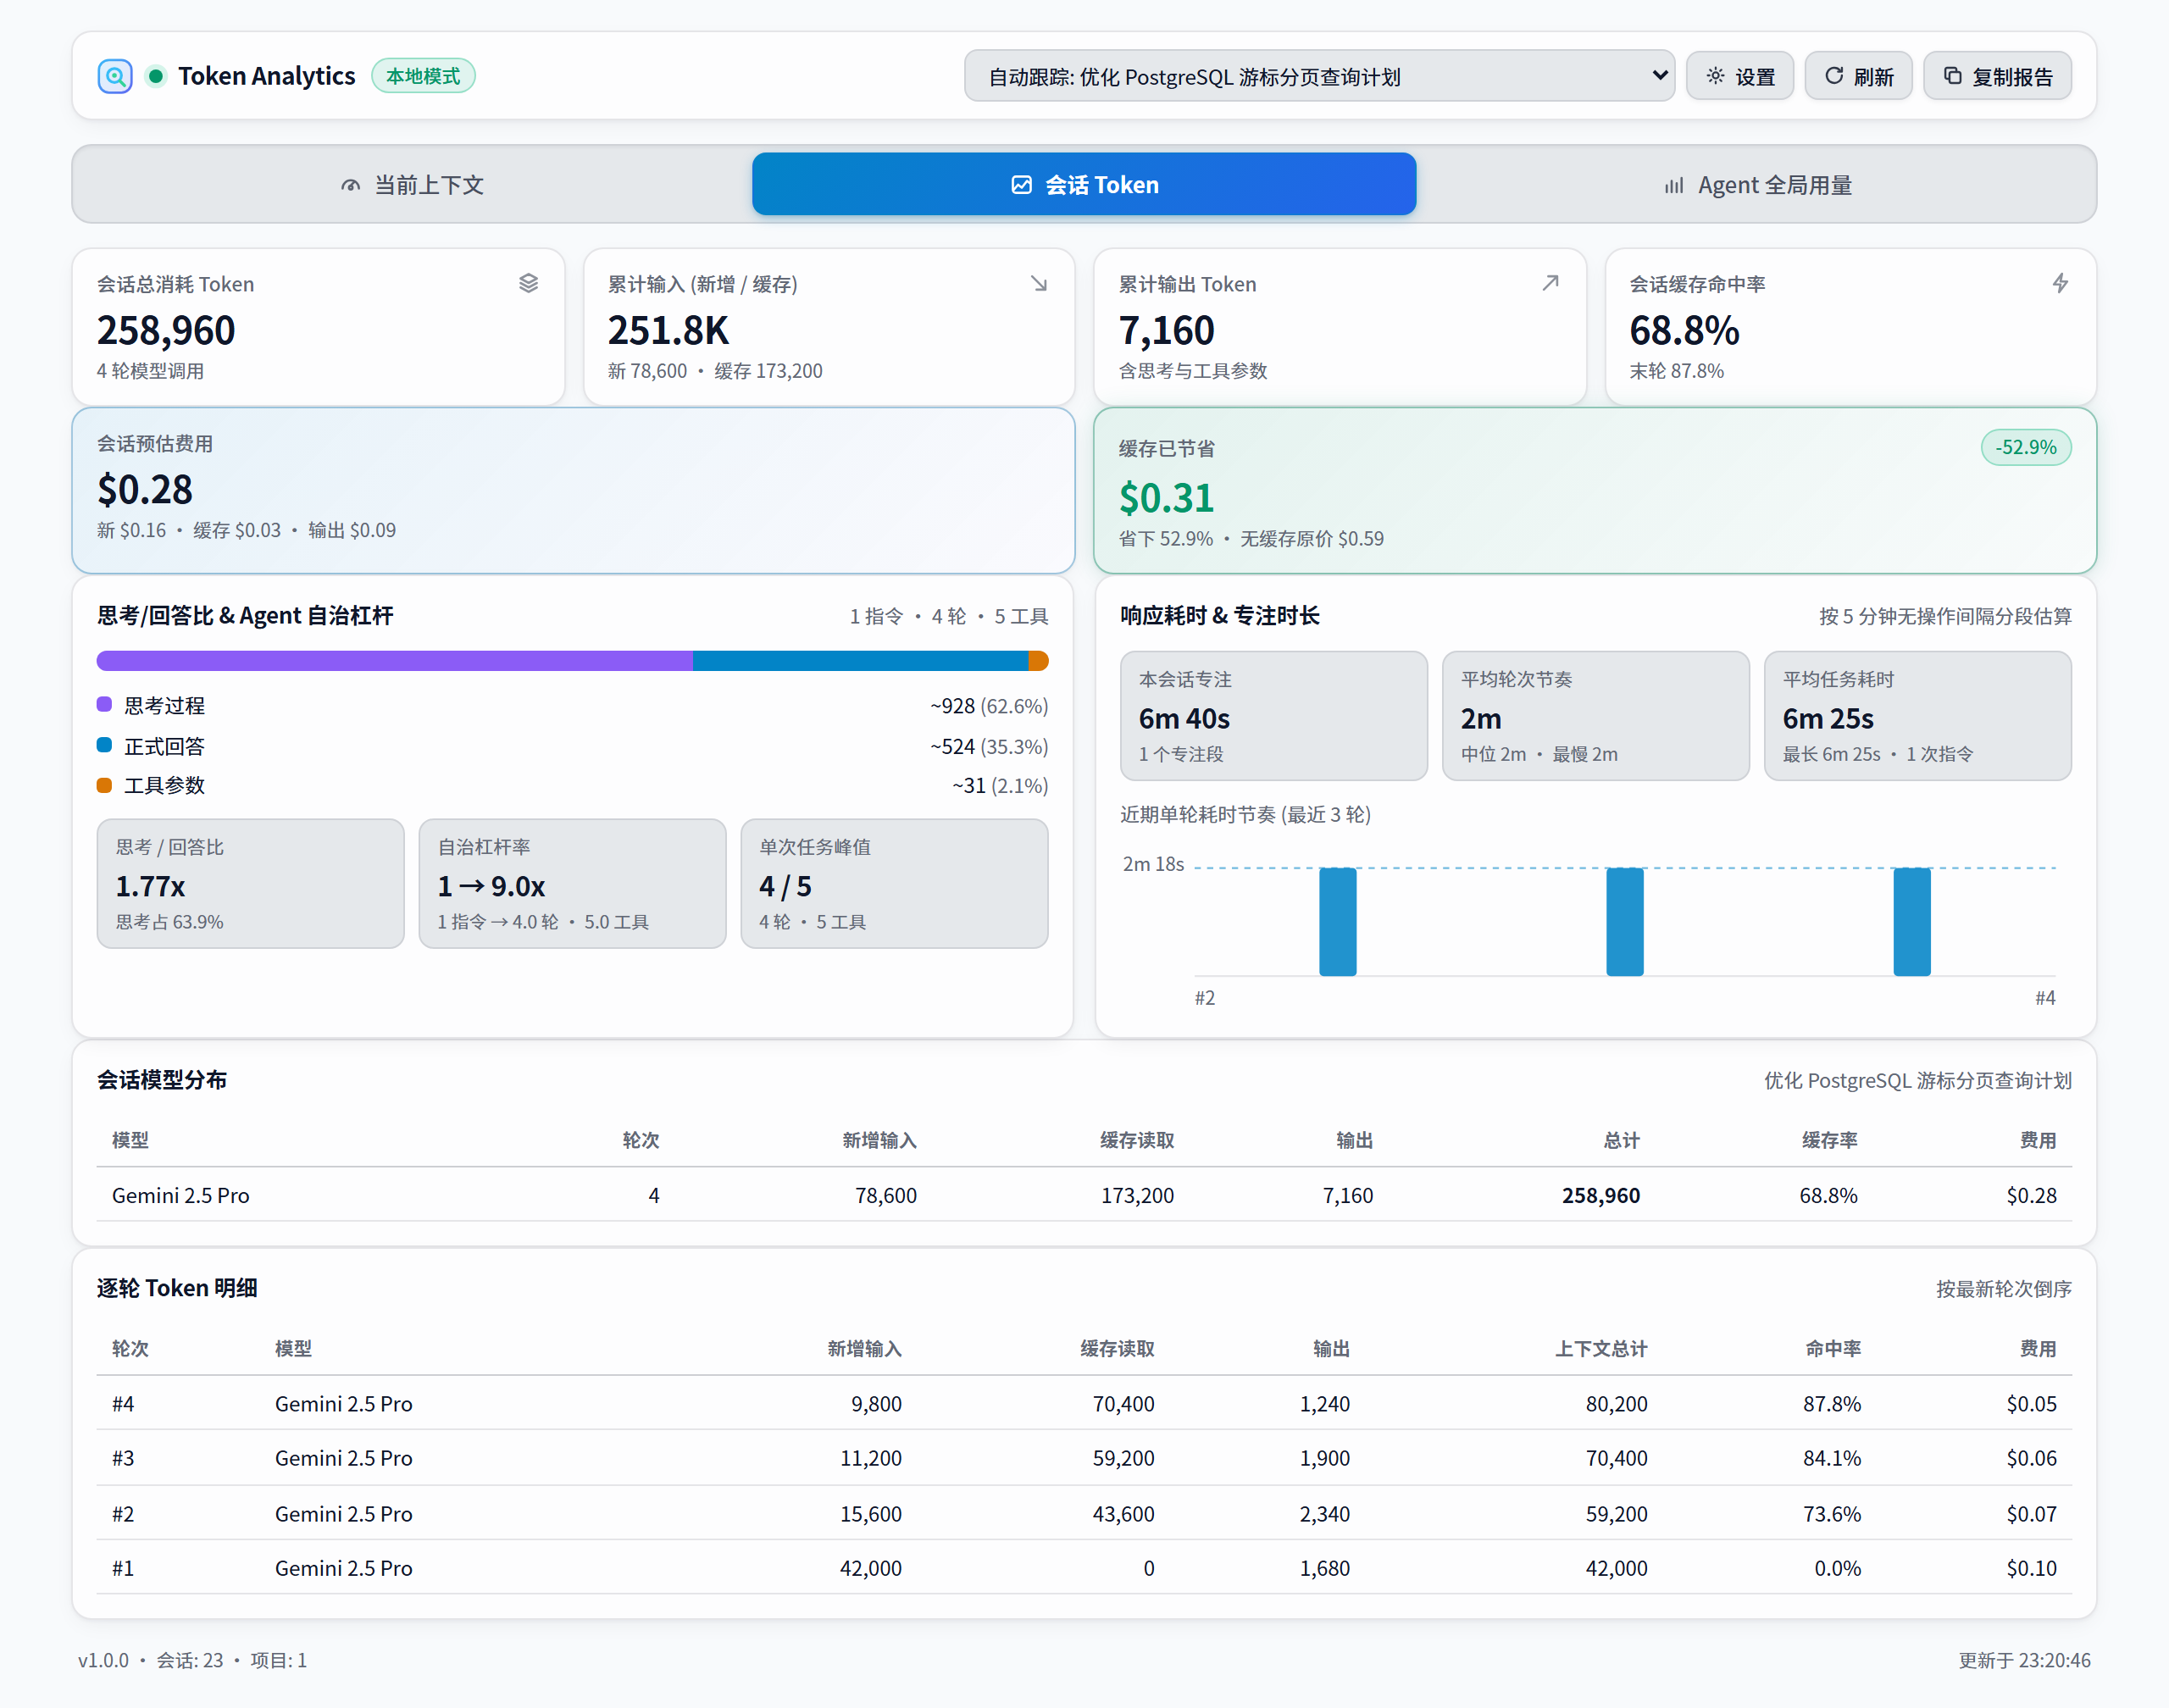 Token Analytics 本地模式 自动跟踪: 优化 PostgreSQL 游标分页查询计划 设置 刷新 复制报告
当前上下文 会话 Token Agent 全局用量
会话总消耗 Token
258,960
4 轮模型调用
累计输入 (新增 / 缓存)
251.8K
新 78,600 • 缓存 173,200
累计输出 Token
7,160
含思考与工具参数
会话缓存命中率
68.8%
末轮 87.8%
会话预估费用
$0.28
新 $0.16 • 缓存 $0.03 • 输出 $0.09
缓存已节省 -52.9%
$0.31
省下 52.9% • 无缓存原价 $0.59
思考/回答比 & Agent 自治杠杆 1 指令 • 4 轮 • 5 工具
思考过程 ~928 (62.6%)
正式回答 ~524 (35.3%)
工具参数 ~31 (2.1%)
思考 / 回答比
1.77x
思考占 63.9%
自治杠杆率
1 → 9.0x
1 指令 → 4.0 轮 • 5.0 工具
单次任务峰值
4 / 5
4 轮 • 5 工具
响应耗时 & 专注时长 按 5 分钟无操作间隔分段估算
本会话专注
6m 40s
1 个专注段
平均轮次节奏
2m
中位 2m • 最慢 2m
平均任务耗时
6m 25s
最长 6m 25s • 1 次指令
近期单轮耗时节奏 (最近 3 轮)
2m 18s
#2 #4
会话模型分布 优化 PostgreSQL 游标分页查询计划
模型 轮次 新增输入 缓存读取 输出 总计 缓存率 费用
Gemini 2.5 Pro 4 78,600 173,200 7,160 258,960 68.8% $0.28
逐轮 Token 明细 按最新轮次倒序
轮次 模型 新增输入 缓存读取 输出 上下文总计 命中率 费用
#4 Gemini 2.5 Pro 9,800 70,400 1,240 80,200 87.8% $0.05
#3 Gemini 2.5 Pro 11,200 59,200 1,900 70,400 84.1% $0.06
#2 Gemini 2.5 Pro 15,600 43,600 2,340 59,200 73.6% $0.07
#1 Gemini 2.5 Pro 42,000 0 1,680 42,000 0.0% $0.10
v1.0.0 • 会话: 23 • 项目: 1 更新于 23:20:46